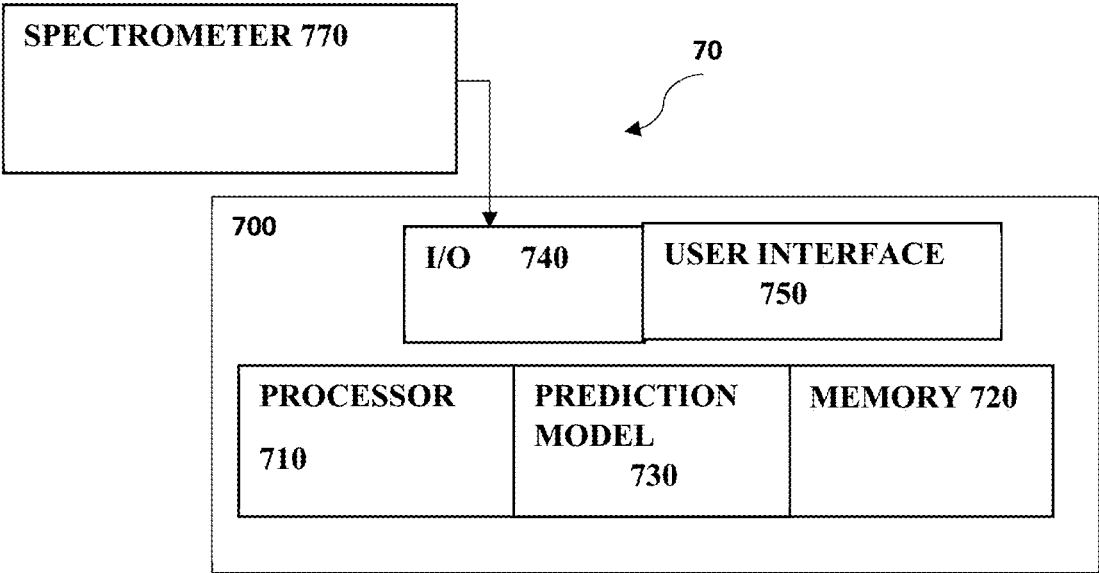 SPECTROMETER 770
70
700
I/O 740
USER INTERFACE
750
PROCESSOR
710
PREDICTION
MODEL
730
MEMORY 720